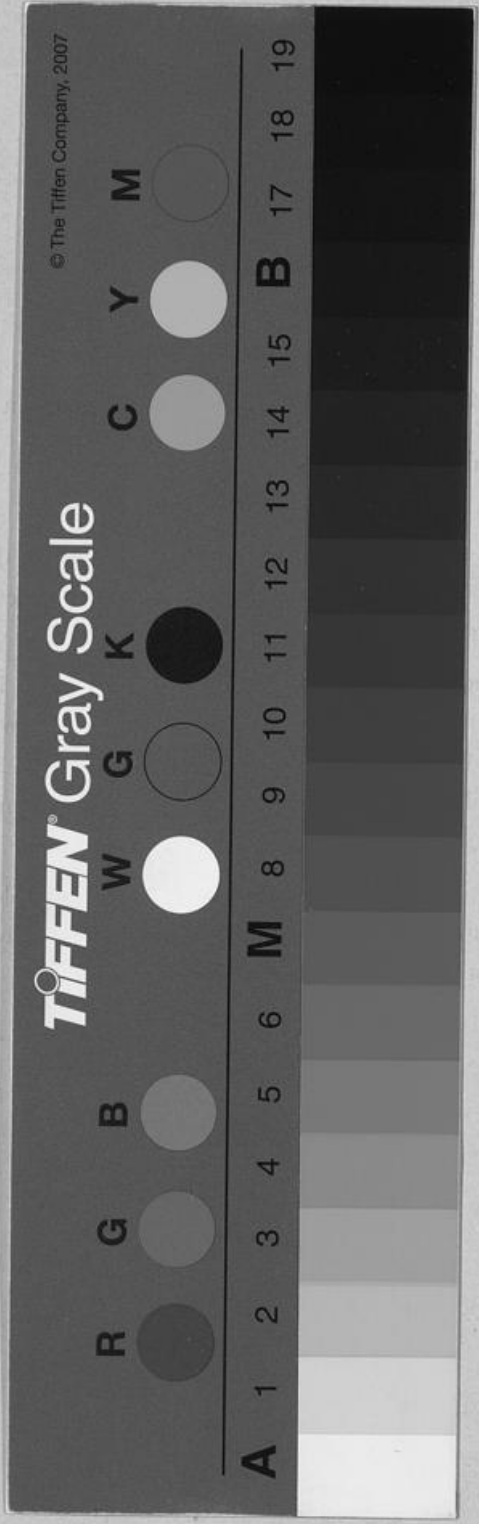 TIFFEN® Gray Scale
© The Tiffen Company, 2007
R G B W G K C Y M
A 1 2 3 4 5 6 M 8 9 10 11 12 13 14 15 B 17 18 19